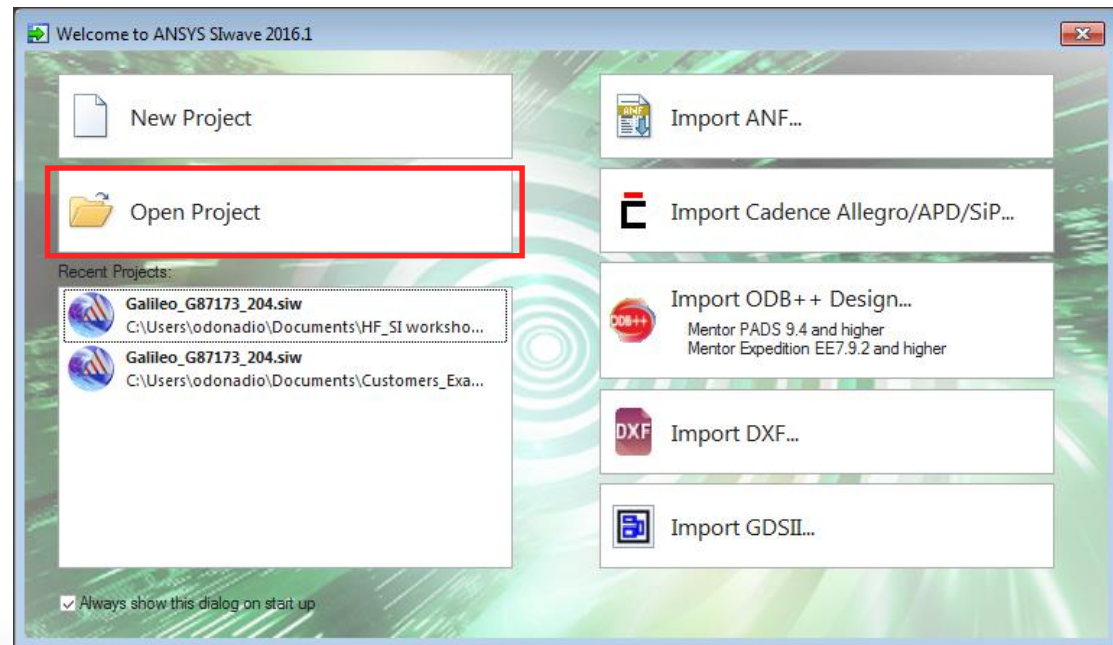 Welcome to ANSYS SIwave 2016.1
New Project
Open Project
Recent Projects:
Galileo_G87173_204.siw
C:\Users\odonadio\Documents\HF_SI worksho...
Galileo_G87173_204.siw
C:\Users\odonadio\Documents\Customers_Exa...
Always show this dialog on start up
ANF
Import ANF...
Import Cadence Allegro/APD/SiP...
ODB++
Import ODB++ Design...
Mentor PADS 9.4 and higher
Mentor Expedition EE7.9.2 and higher
DXF
Import DXF...
Import GDSII...